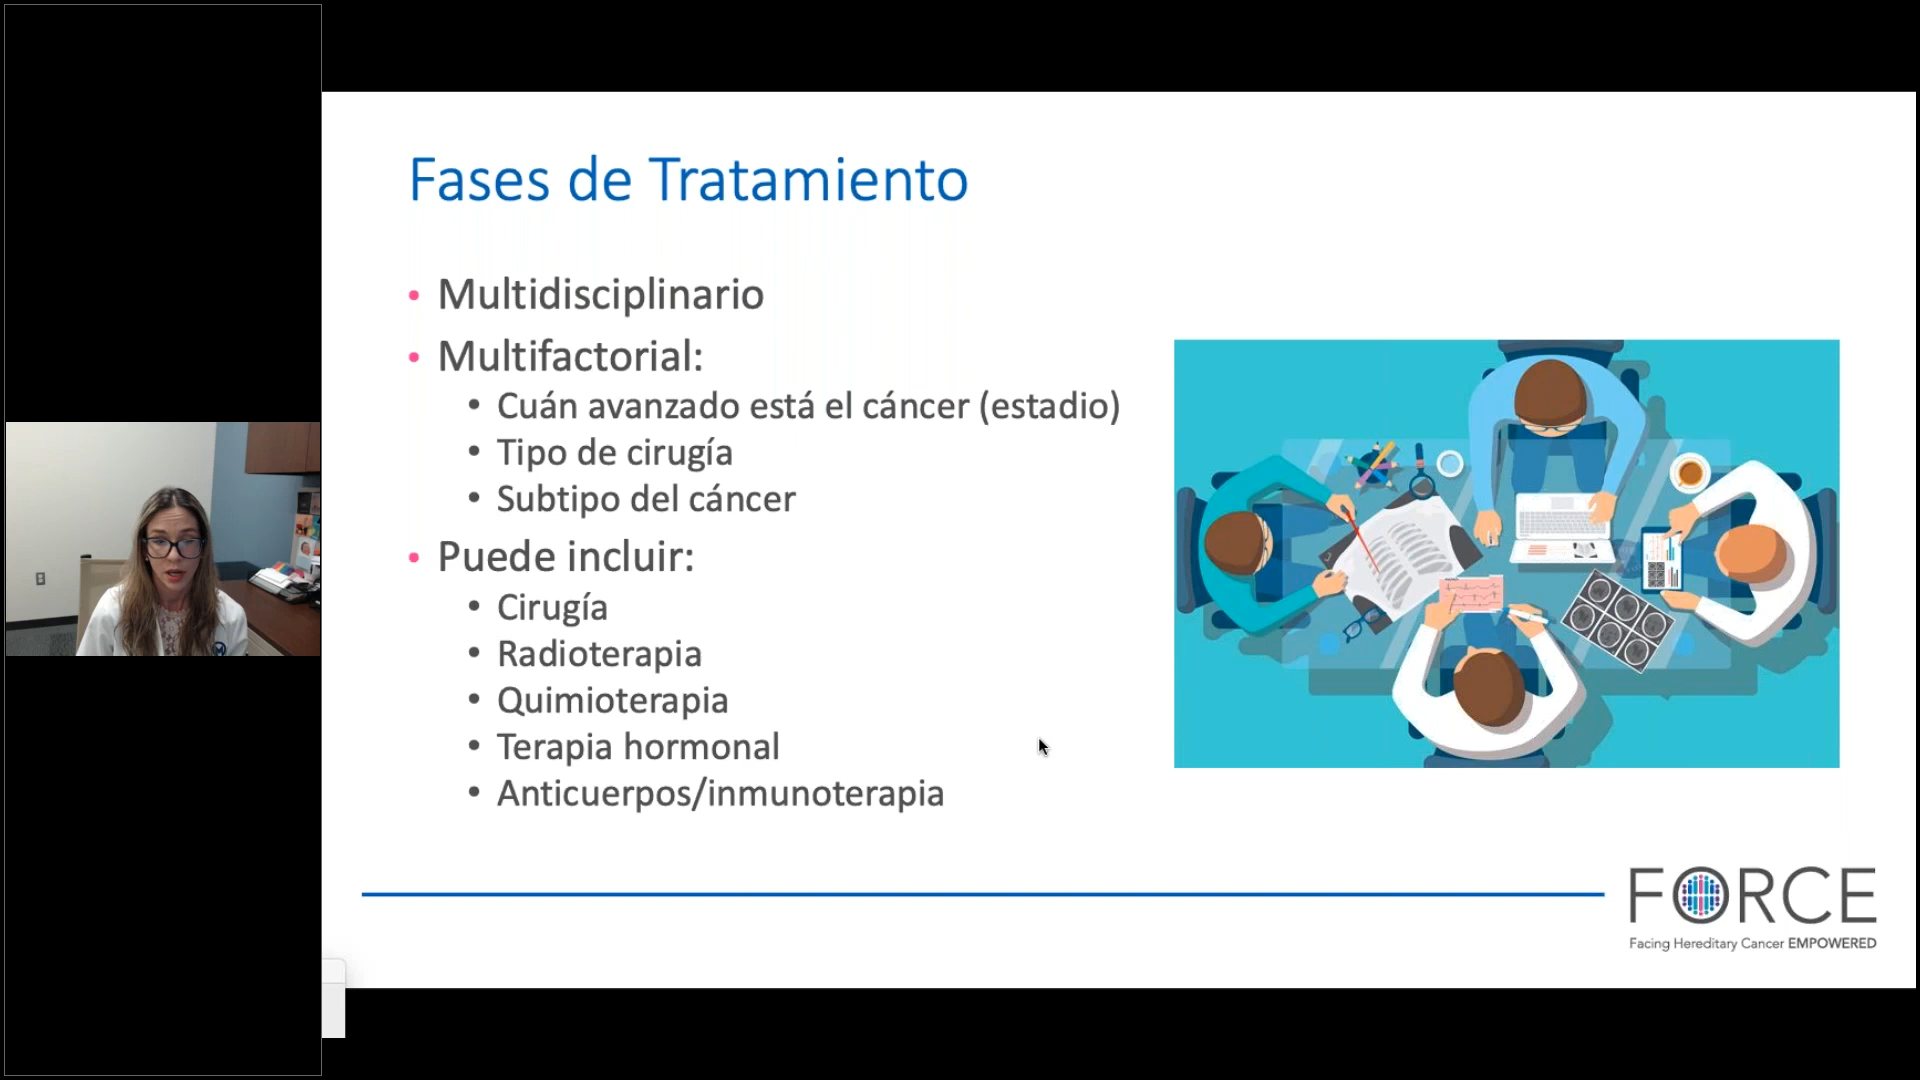 Fases de Tratamiento
• Multidisciplinario
• Multifactorial:
• Cuán avanzado está el cáncer (estadio)
• Tipo de cirugía
• Subtipo del cáncer
• Puede incluir:
• Cirugía
• Radioterapia
• Quimioterapia
• Terapia hormonal
• Anticuerpos/inmunoterapia
FORCE
Facing Hereditary Cancer EMPOWERED